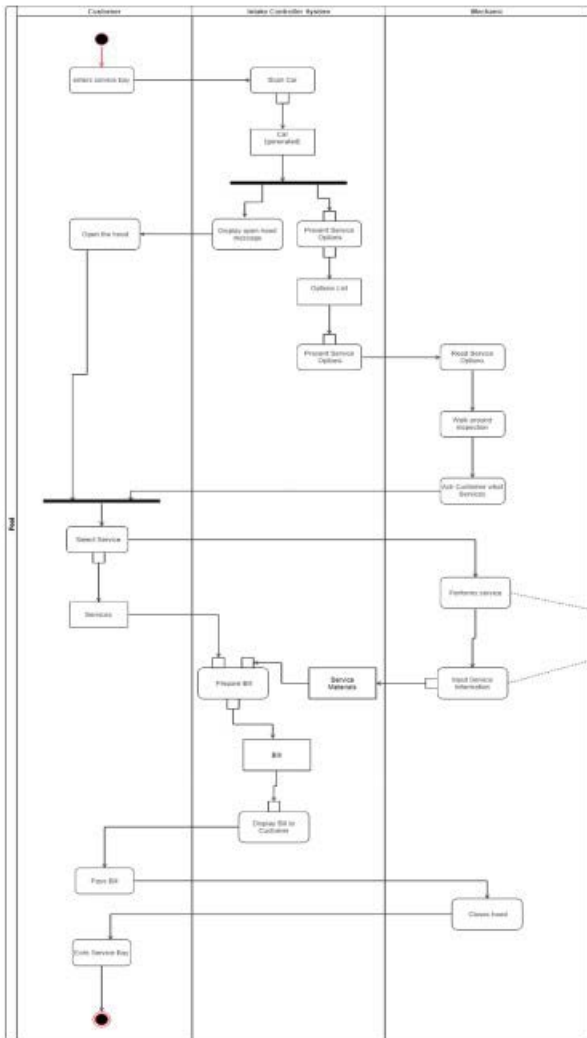 Customer
Intake Controller System
Mechanic
enters service bay
Scan Car
Car
(generated)
Open the hood
Display open hood
message
Present Service
Options
Options List
Present Service
Options
Read Service
Options
Walk around
inspection
Ask Customer what
Services
Pool
Select Service
Performs service
Services
Prepare Bill
Service
Materials
Input Service
Information
Bill
Display Bill to
Customer
Pays Bill
Closes hood
Exits Service Bay